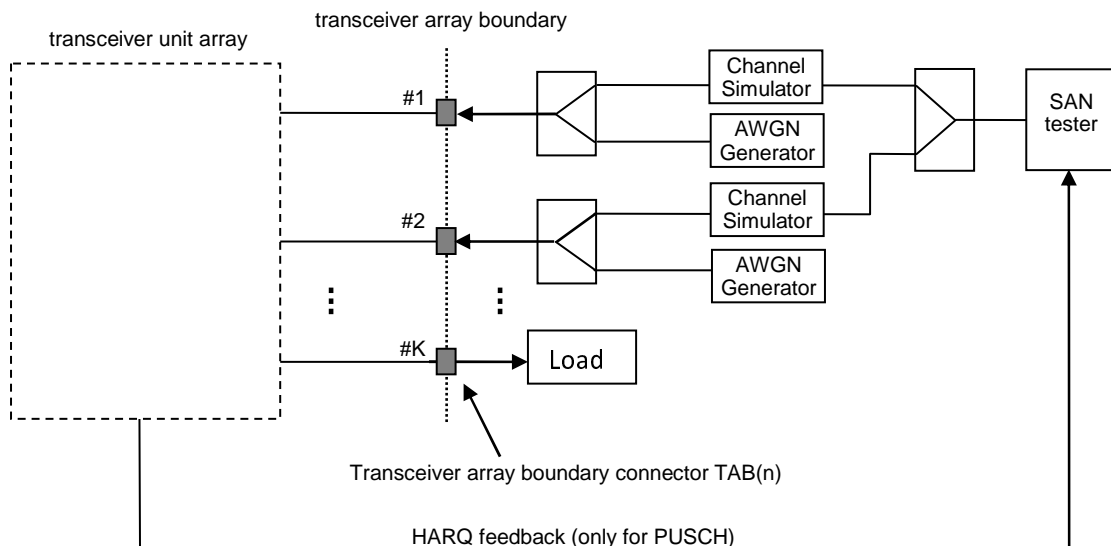 transceiver array boundary
transceiver unit array
#1
Channel
Simulator
AWGN
Generator
SAN
tester
#2
Channel
Simulator
AWGN
Generator
#K
Load
Transceiver array boundary connector TAB(n)
HARQ feedback (only for PUSCH)